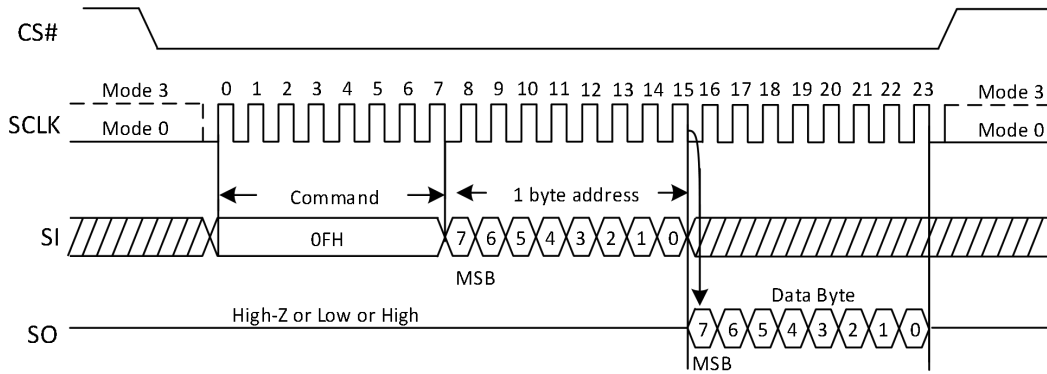 CS#
Mode 3 0 1 2 3 4 5 6 7 8 9 10 11 12 13 14 15 16 17 18 19 20 21 22 23 Mode 3
SCLK Mode 0 Mode 0
Command 1 byte address
SI 0FH 7 6 5 4 3 2 1 0
MSB
High-Z or Low or High Data Byte
SO 7 6 5 4 3 2 1 0
MSB